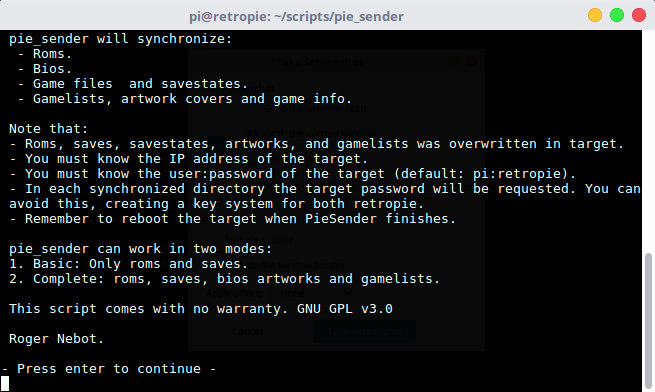 pi@retropie: ~/scripts/pie_sender
pie_sender will synchronize:
- Roms.
- Bios.
- Game files  and savestates.
- Gamelists, artwork covers and game info.
Note that:
- Roms, saves, savestates, artworks, and gamelists was overwritten in target.
- You must know the IP address of the target.
- You must know the user:password of the target (default: pi:retropie).
- In each synchronized directory the target password will be requested. You can
avoid this, creating a key system for both retropie.
- Remember to reboot the target when PieSender finishes.
pie_sender can work in two modes:
1. Basic: Only roms and saves.
2. Complete: roms, saves, bios artworks and gamelists.
This script comes with no warranty. GNU GPL v3.0
Roger Nebot.
- Press enter to continue -